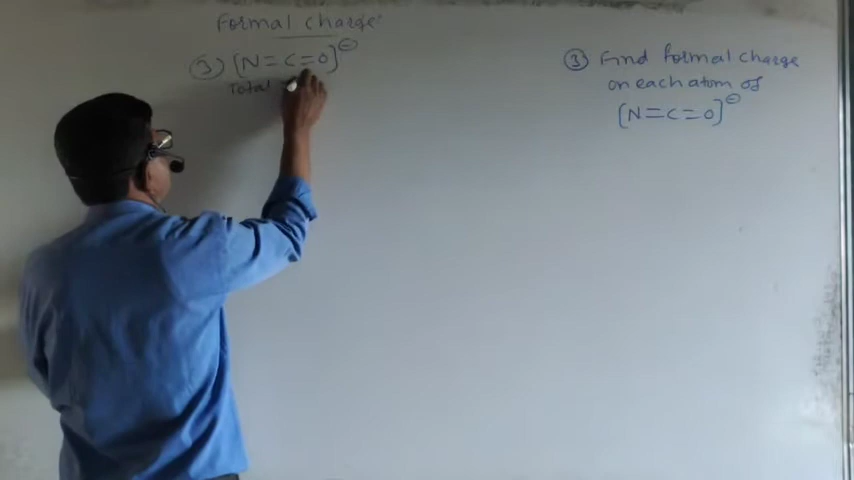 Formal charge:
③ [N=C=O]⊖
Total
③ Find formal charge
on each atom of
[N=C=O]⊖